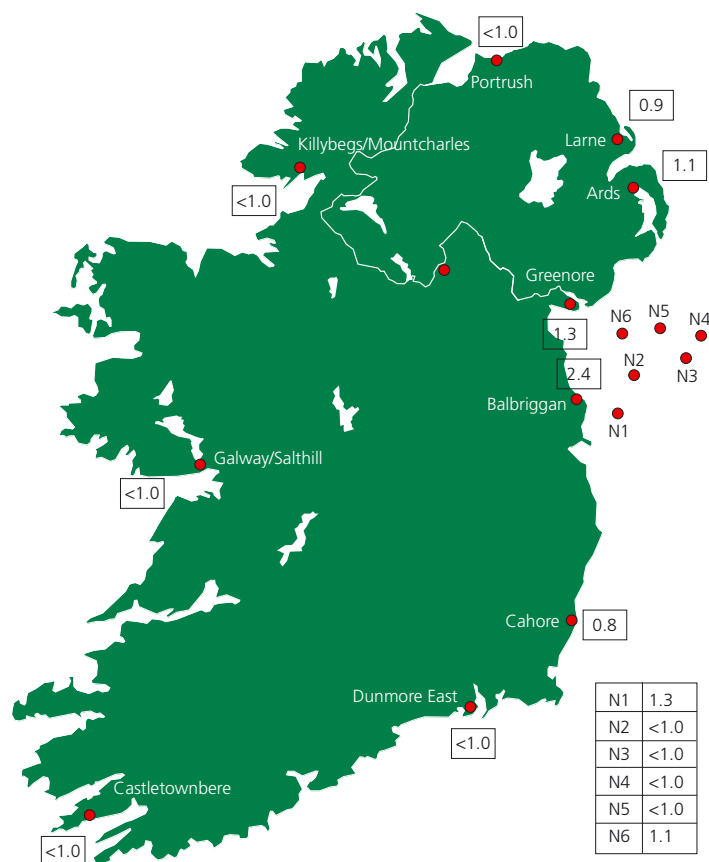 <1.0
Portrush
0.9
Larne
Killybegs/Mountcharles
1.1
<1.0
Ards
Greenore
N6
N5
N4
1.3
N3
N2
2.4
Balbriggan
N1
Galway/Salthill
<1.0
Cahore
0.8
Dunmore East
<1.0
Castletownbere
<1.0
N1 1.3
N2 <1.0
N3 <1.0
N4 <1.0
N5 <1.0
N6 1.1